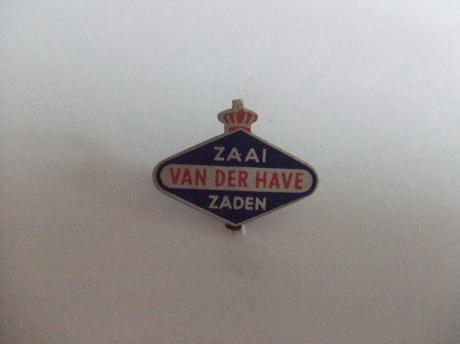 ZAAI
VAN DER HAVE
ZADEN